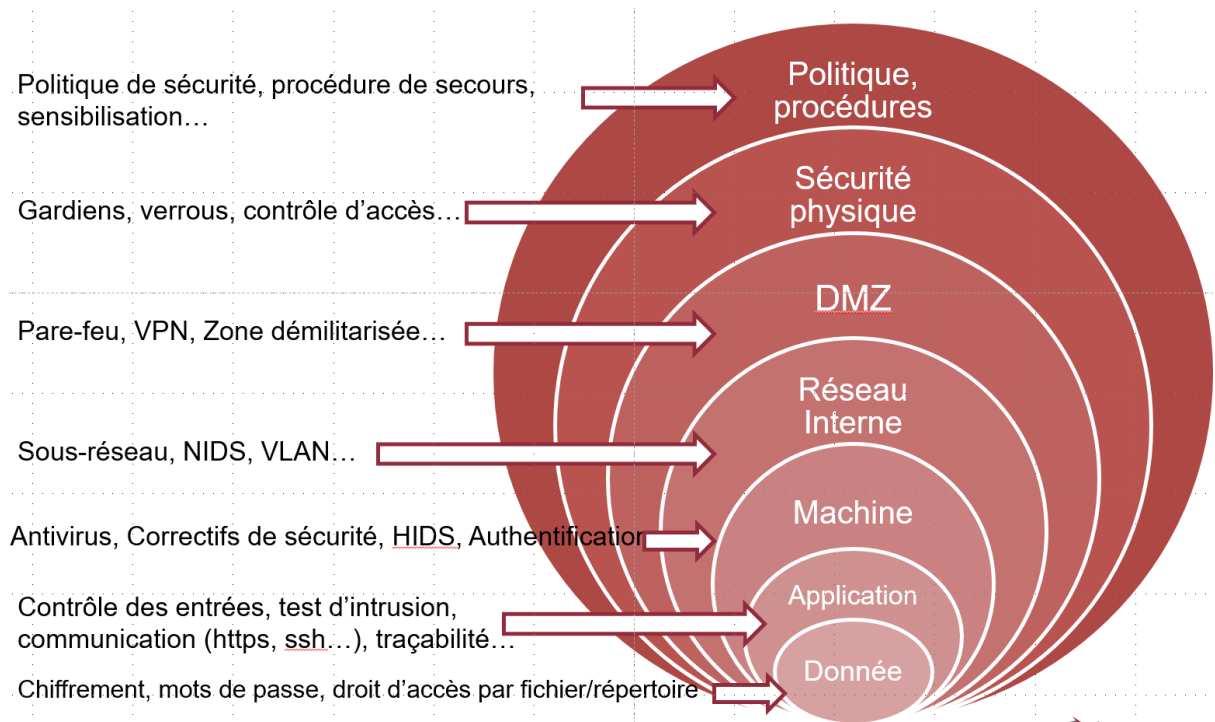 Politique de sécurité, procédure de secours,
sensibilisation…
Politique,
procédures
Gardiens, verrous, contrôle d’accès…
Sécurité
physique
Pare-feu, VPN, Zone démilitarisée…
DMZ
Sous-réseau, NIDS, VLAN…
Réseau
Interne
Antivirus, Correctifs de sécurité, HIDS, Authentification
Machine
Contrôle des entrées, test d’intrusion,
communication (https, ssh…), traçabilité…
Application
Chiffrement, mots de passe, droit d’accès par fichier/répertoire
Donnée